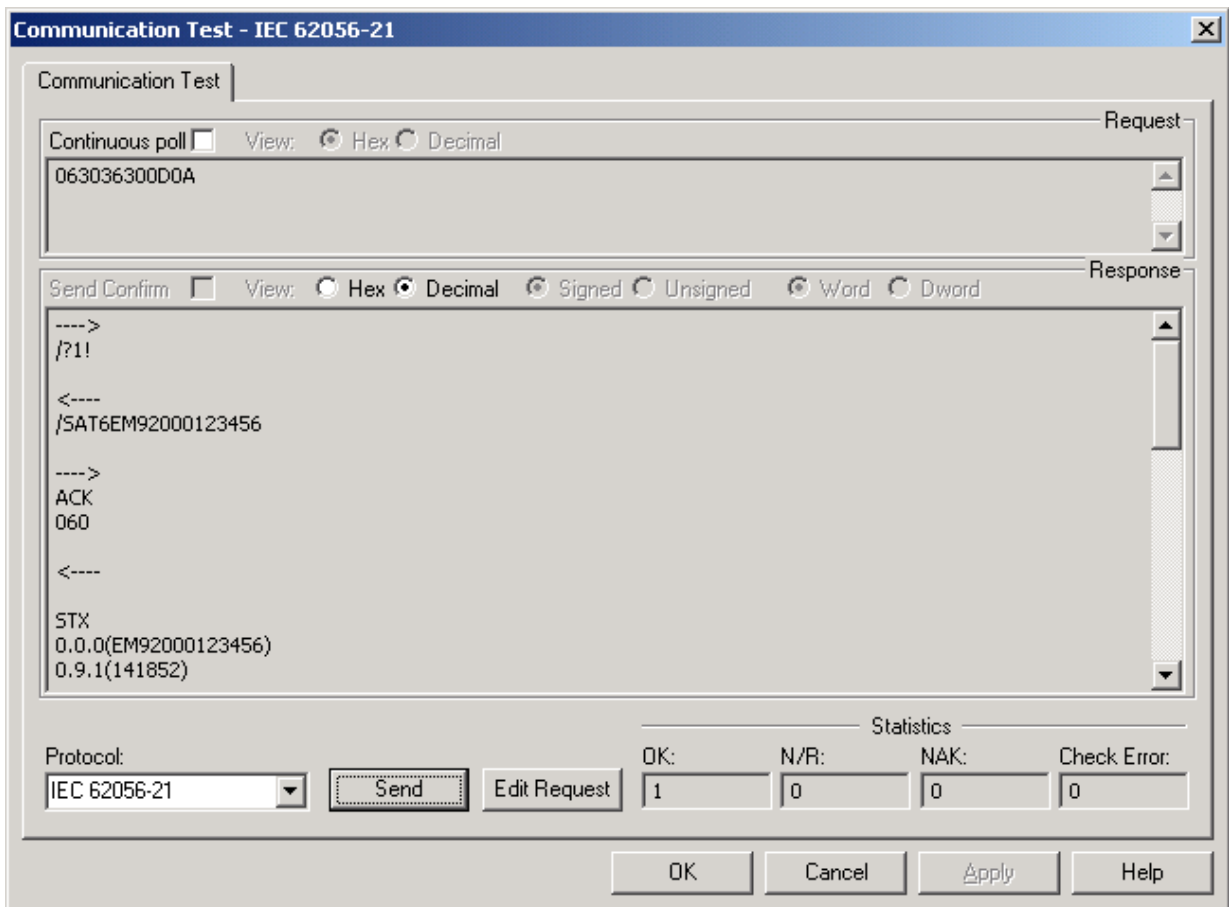 Communication Test - IEC 62056-21
Communication Test
Request
Continuous poll View: Hex Decimal
063036300D0A
Response
Send Confirm View: Hex Decimal Signed Unsigned Word Dword
---->
/?1!
<----
/SAT6EM92000123456
---->
ACK
060
<----
STX
0.0.0(EM92000123456)
0.9.1(141852)
Statistics
Protocol: OK: N/R: NAK: Check Error:
IEC 62056-21 Send Edit Request 1 0 0 0
OK Cancel Apply Help